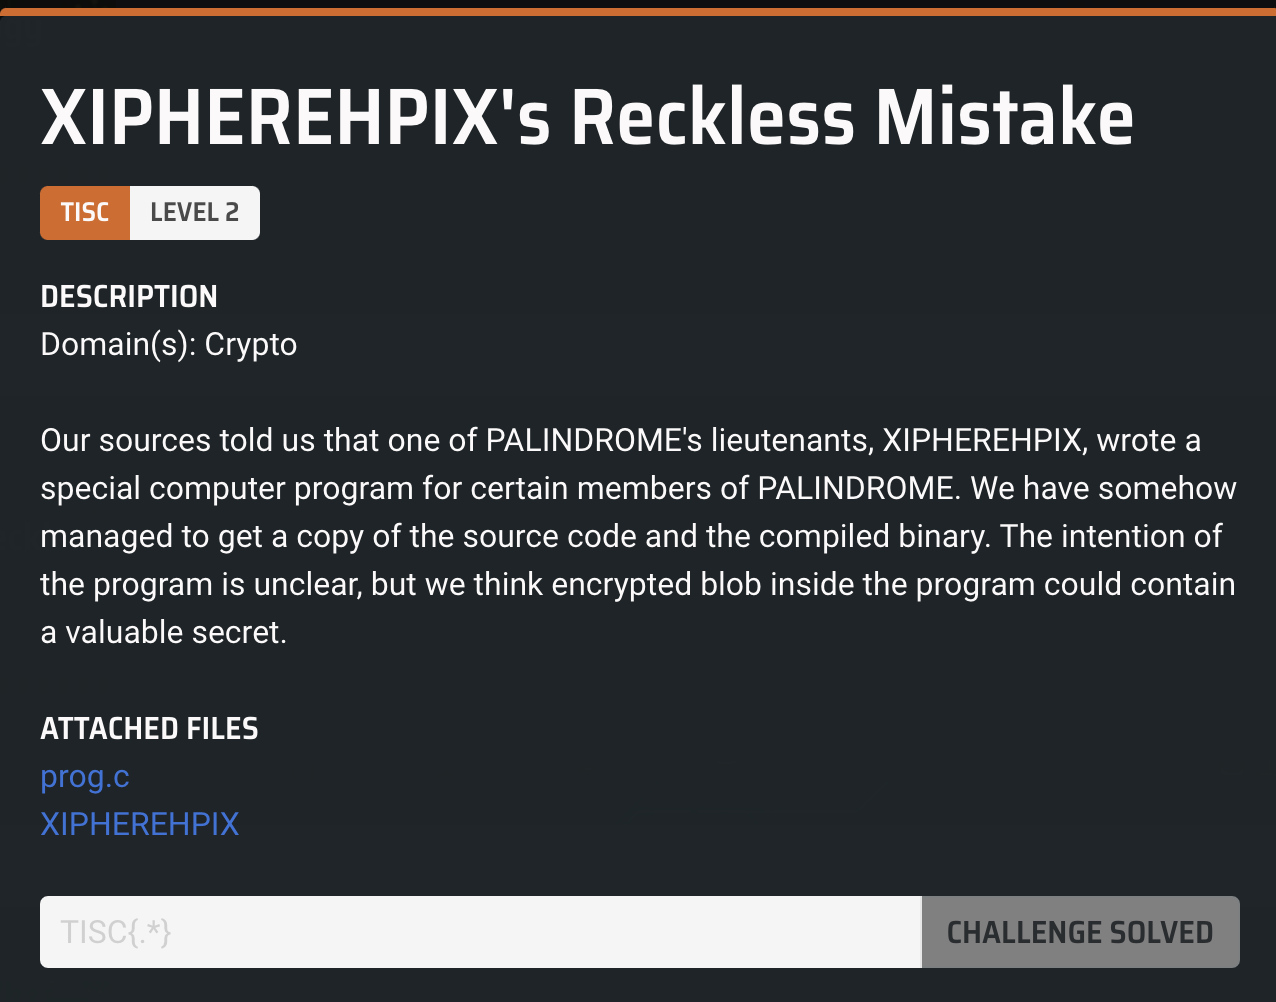 XIPHEREHPIX's Reckless Mistake
TISC LEVEL 2
DESCRIPTION
Domain(s): Crypto
Our sources told us that one of PALINDROME's lieutenants, XIPHEREHPIX, wrote a
special computer program for certain members of PALINDROME. We have somehow
managed to get a copy of the source code and the compiled binary. The intention of
the program is unclear, but we think encrypted blob inside the program could contain
a valuable secret.
ATTACHED FILES
prog.c
XIPHEREHPIX
TISC{.*} CHALLENGE SOLVED